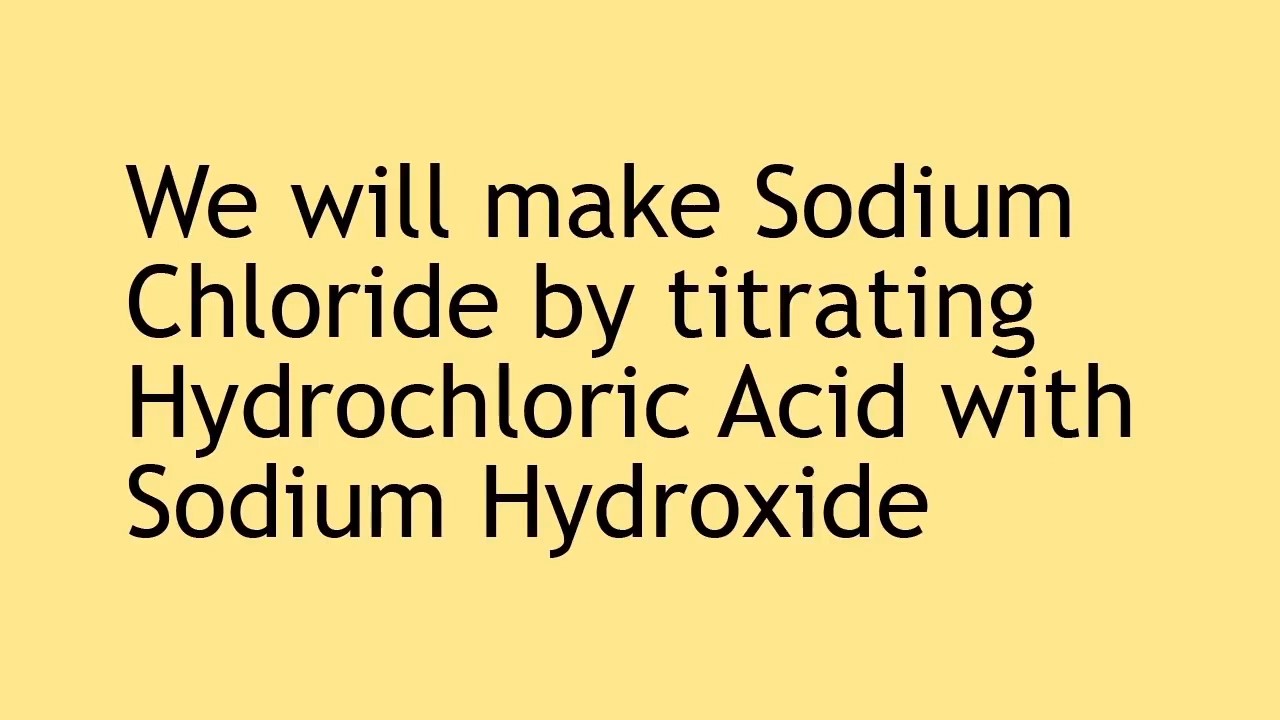 We will make Sodium
Chloride by titrating
Hydrochloric Acid with
Sodium Hydroxide